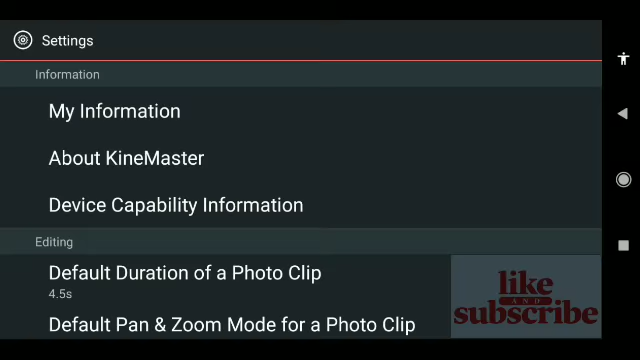 Settings
Information
My Information
About KineMaster
Device Capability Information
Editing
Default Duration of a Photo Clip
4.5s
Default Pan & Zoom Mode for a Photo Clip
like
AND
subscribe